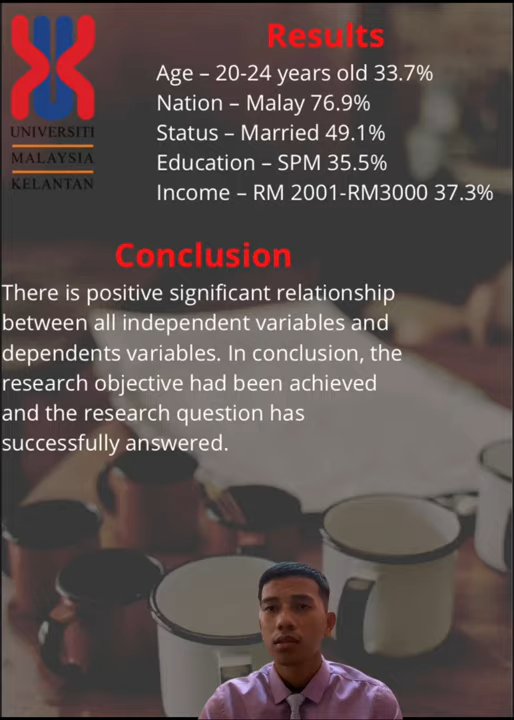 UNIVERSITI
MALAYSIA
KELANTAN
Results
Age – 20-24 years old 33.7%
Nation – Malay 76.9%
Status – Married 49.1%
Education – SPM 35.5%
Income – RM 2001-RM3000 37.3%
Conclusion
There is positive significant relationship
between all independent variables and
dependents variables. In conclusion, the
research objective had been achieved
and the research question has
successfully answered.